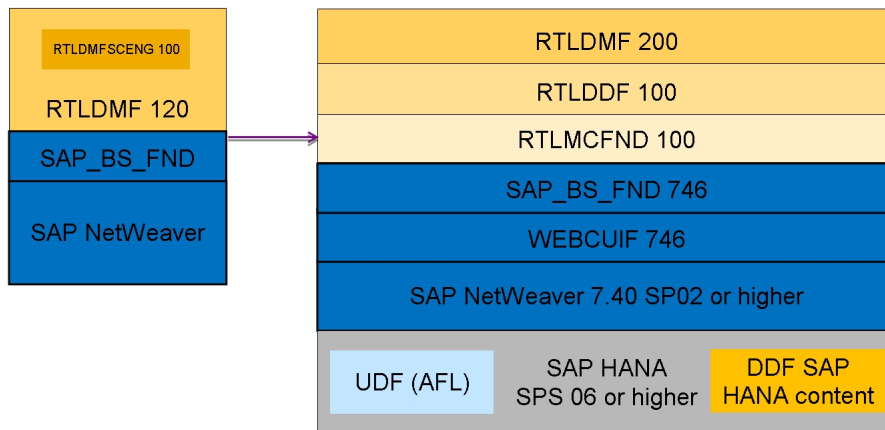 RTLDMFSCENG 100
RTLDMF 120
SAP_BS_FND
SAP NetWeaver
RTLDMF 200
RTLDDF 100
RTLMCFND 100
SAP_BS_FND 746
WEBCUIF 746
SAP NetWeaver 7.40 SP02 or higher
UDF (AFL)
SAP HANA
SPS 06 or higher
DDF SAP
HANA content